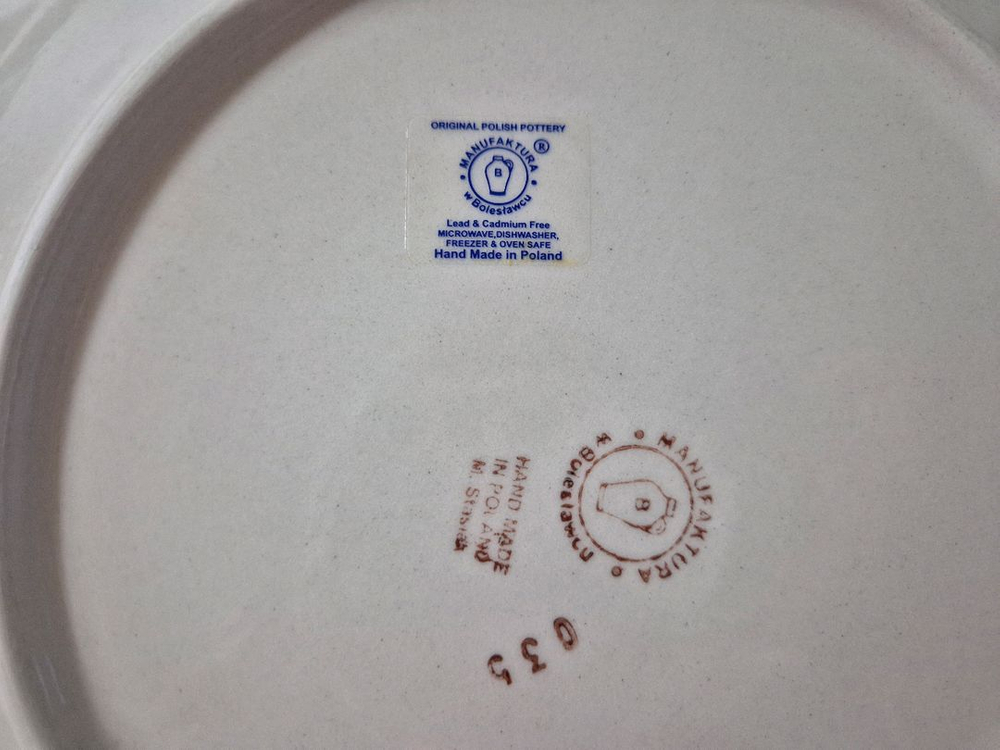 ORIGINAL POLISH POTTERY
MANUFAKTURA ®
B
w Bolesławcu
Lead & Cadmium Free
MICROWAVE,DISHWASHER,
FREEZER & OVEN SAFE
Hand Made in Poland
MANUFAKTURA
B
w Bolesławcu
HAND MADE
IN POLAND
M.
035